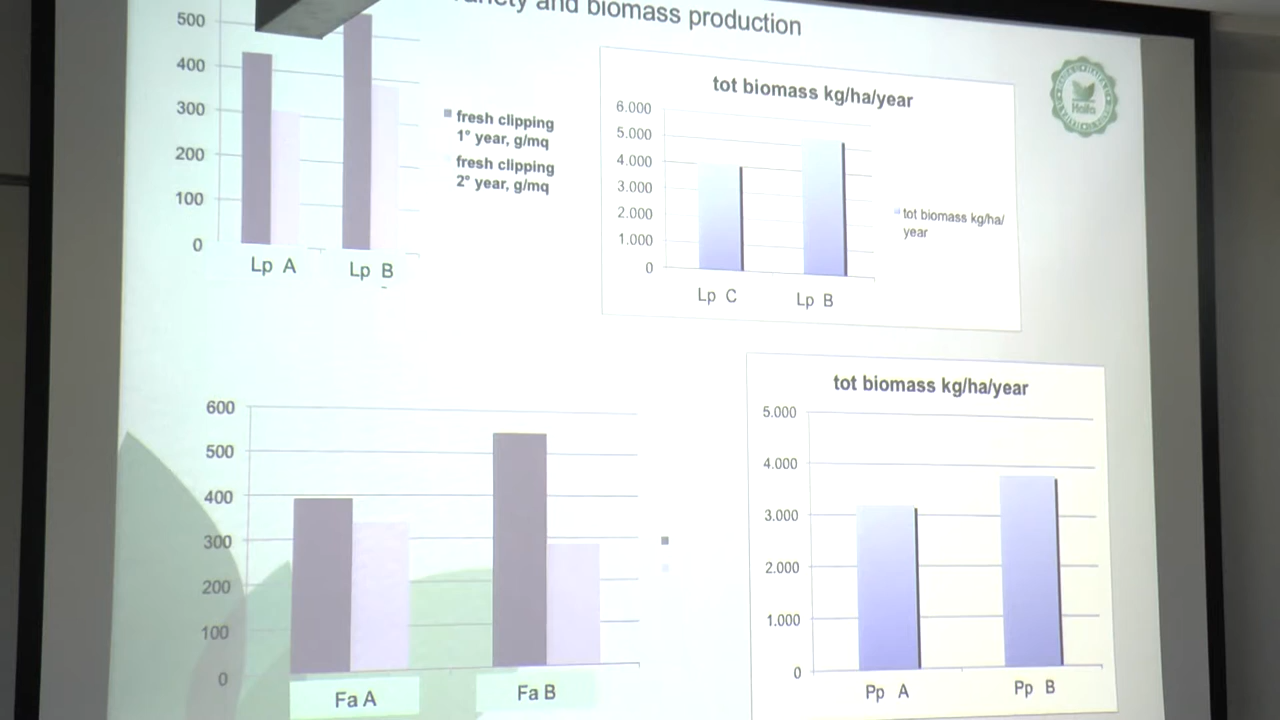 and biomass production
500
400
300
200
100
0
Lp A
Lp B
fresh clipping
1° year, g/mq
fresh clipping
2° year, g/mq
tot biomass kg/ha/year
6.000
5.000
4.000
3.000
2.000
1.000
0
Lp C
Lp B
tot biomass kg/ha/
year
Haifa
600
500
400
300
200
100
0
Fa A
Fa B
tot biomass kg/ha/year
5.000
4.000
3.000
2.000
1.000
0
Pp A
Pp B